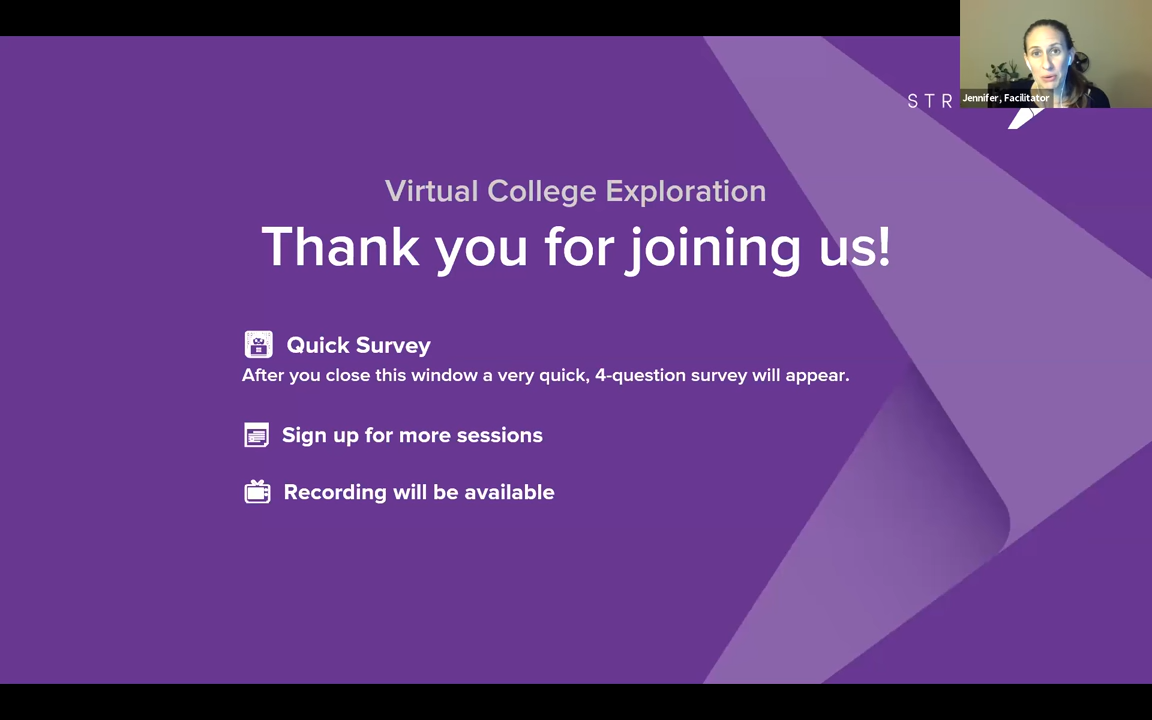 STR
Jennifer, Facilitator
Virtual College Exploration
Thank you for joining us!
Quick Survey
After you close this window a very quick, 4-question survey will appear.
Sign up for more sessions
Recording will be available